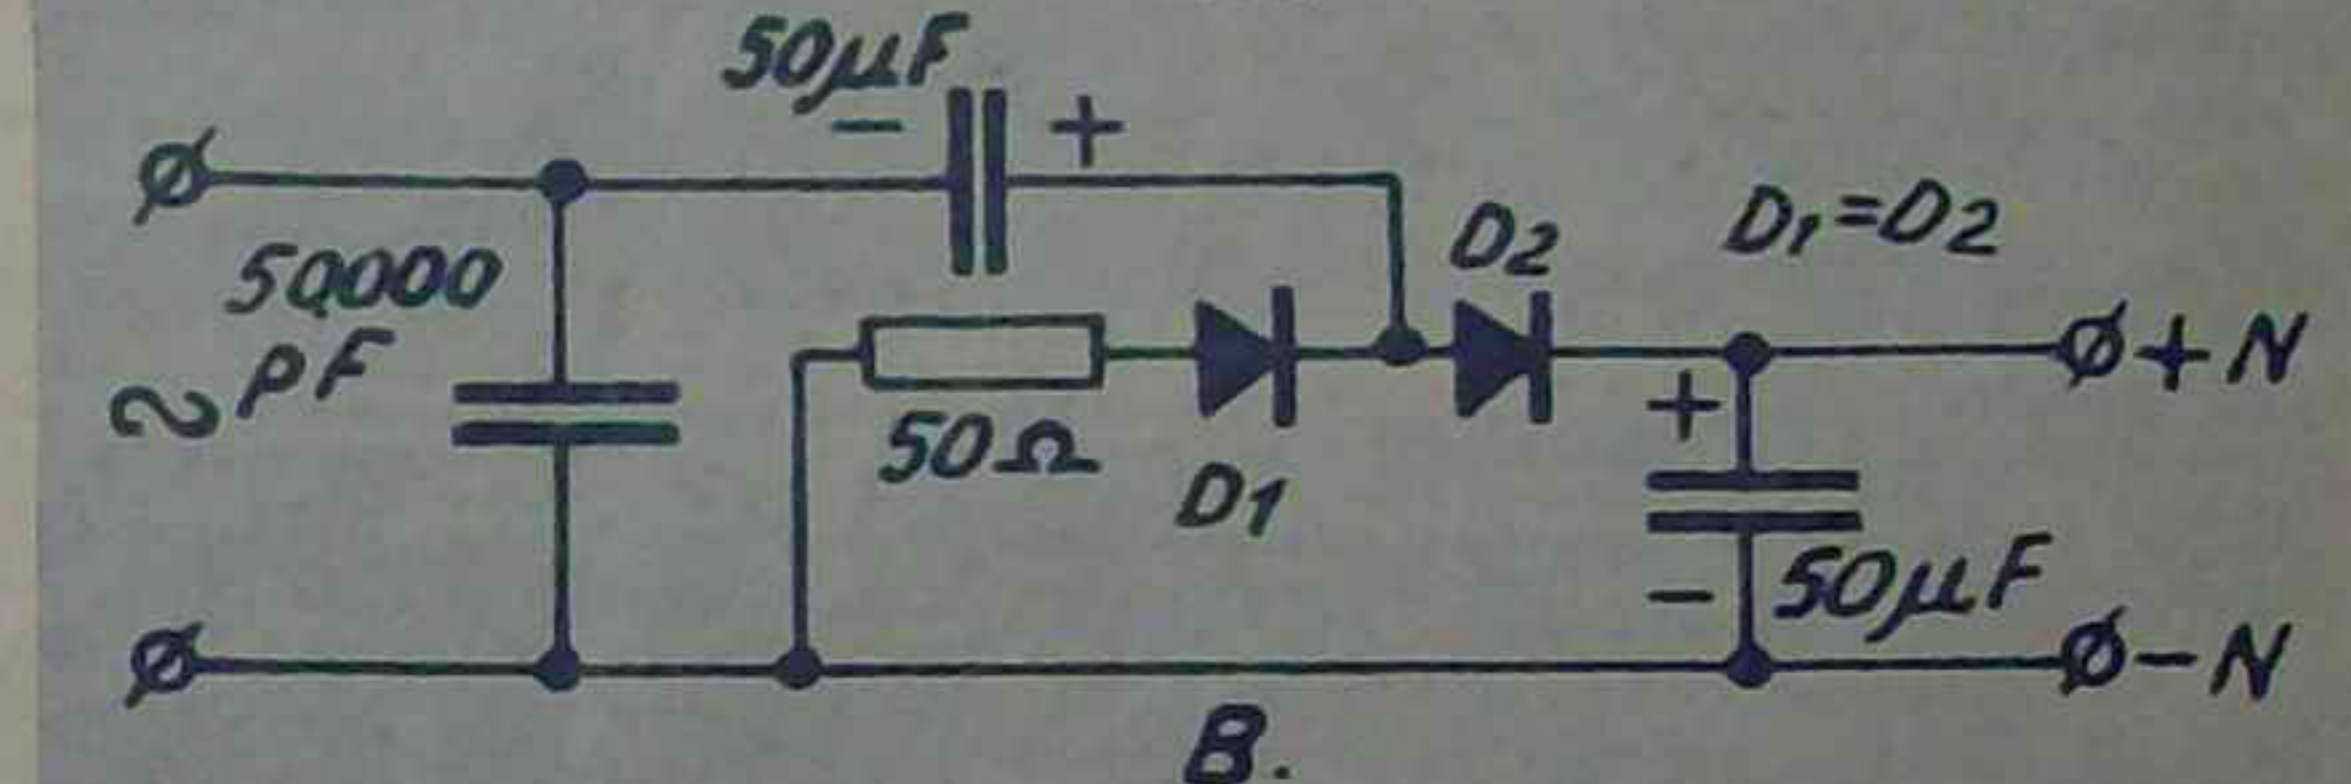 50µF
− +
50000
pF
∼
D2
D1=D2
50Ω
D1
+ N
+
−
50µF
− N
B.